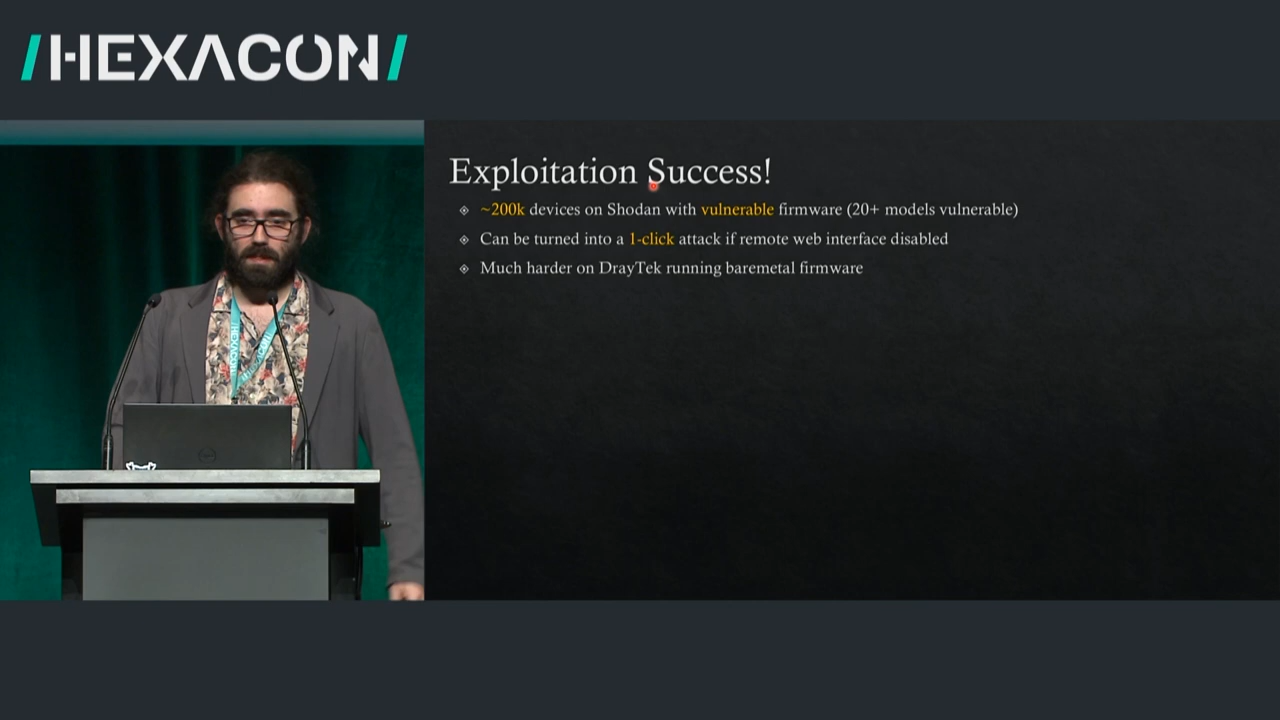 /HEXACON/
Exploitation Success!
~200k devices on Shodan with vulnerable firmware (20+ models vulnerable)
Can be turned into a 1-click attack if remote web interface disabled
Much harder on DrayTek running baremetal firmware
HEXACON